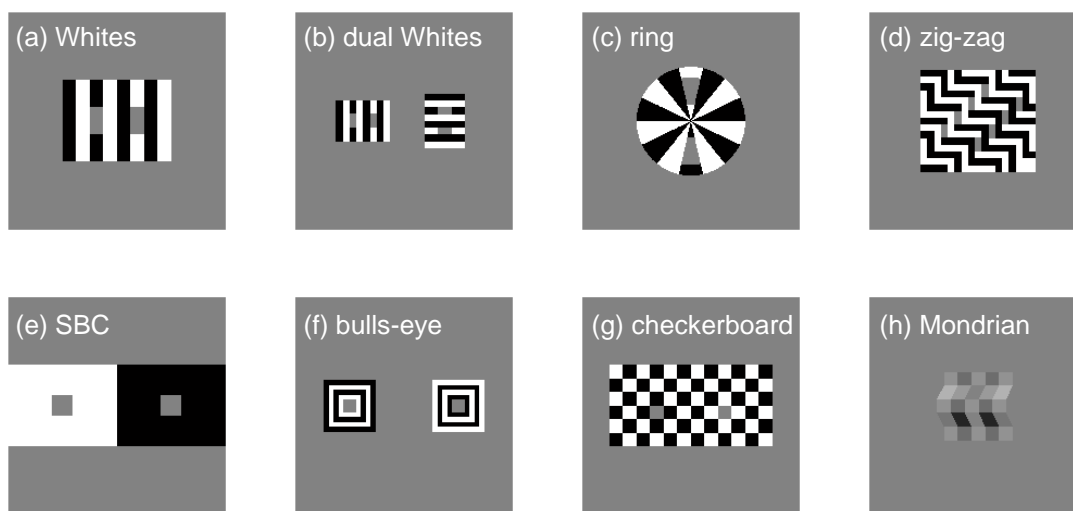 (a) Whites
(b) dual Whites
(c) ring
(d) zig-zag
(e) SBC
(f) bulls-eye
(g) checkerboard
(h) Mondrian